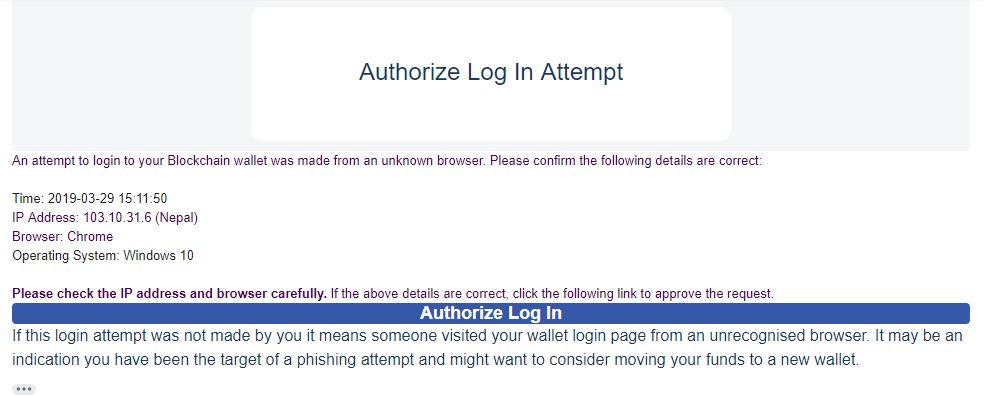 Authorize Log In Attempt
An attempt to login to your Blockchain wallet was made from an unknown browser. Please confirm the following details are correct:
Time: 2019-03-29 15:11:50
IP Address: 103.10.31.6 (Nepal)
Browser: Chrome
Operating System: Windows 10
Please check the IP address and browser carefully. If the above details are correct, click the following link to approve the request.
Authorize Log In
If this login attempt was not made by you it means someone visited your wallet login page from an unrecognised browser. It may be an
indication you have been the target of a phishing attempt and might want to consider moving your funds to a new wallet.